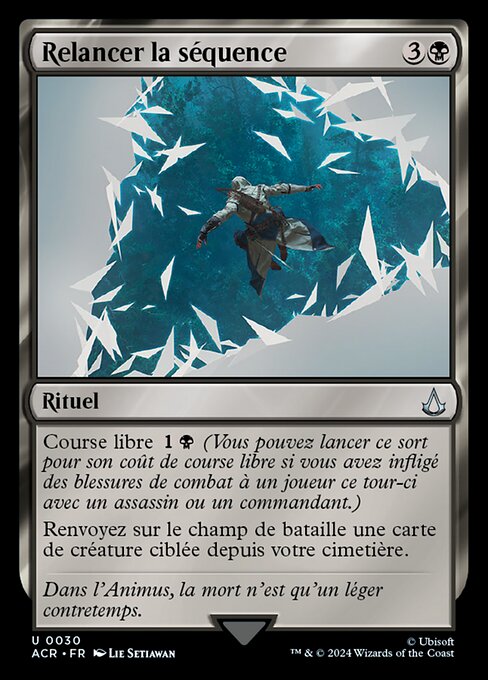 Relancer la séquence 3
Rituel
Course libre 1 (Vous pouvez lancer ce sort
pour son coût de course libre si vous avez infligé
des blessures de combat à un joueur ce tour-ci
avec un assassin ou un commandant.)
Renvoyez sur le champ de bataille une carte
de créature ciblée depuis votre cimetière.
Dans l'Animus, la mort n'est qu'un léger
contretemps.
U 0030 © Ubisoft
ACR • FR Lie Setiawan ™ & © 2024 Wizards of the Coast